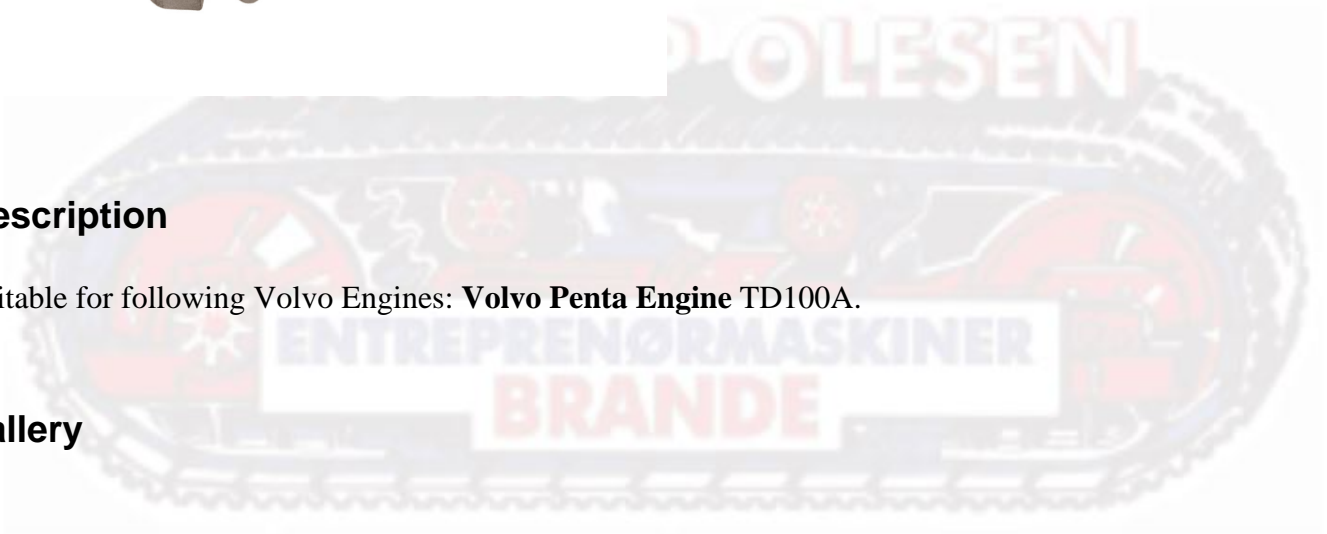 P OLESEN
escription
itable for following Volvo Engines: Volvo Penta Engine TD100A.
ENTREPRENØRMASKINER
BRANDE
allery